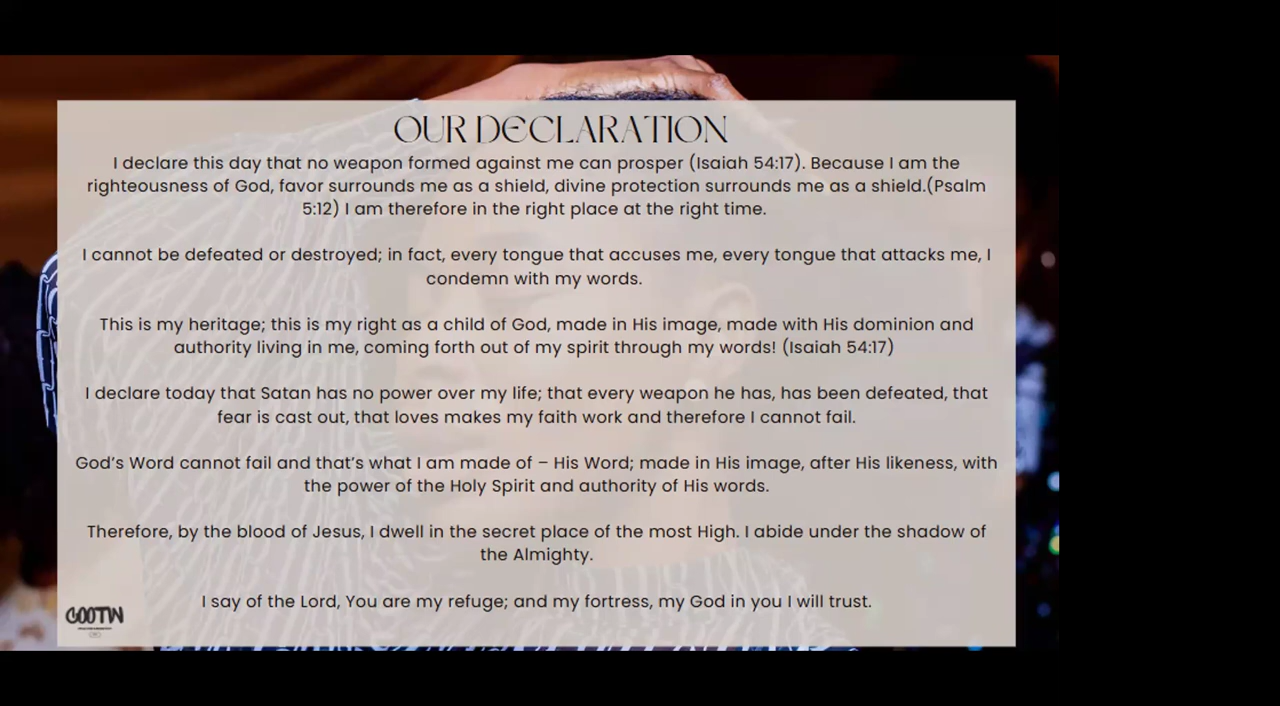 OUR DECLARATION
I declare this day that no weapon formed against me can prosper (Isaiah 54:17). Because I am the
righteousness of God, favor surrounds me as a shield, divine protection surrounds me as a shield.(Psalm
5:12) I am therefore in the right place at the right time.
I cannot be defeated or destroyed; in fact, every tongue that accuses me, every tongue that attacks me, I
condemn with my words.
This is my heritage; this is my right as a child of God, made in His image, made with His dominion and
authority living in me, coming forth out of my spirit through my words! (Isaiah 54:17)
I declare today that Satan has no power over my life; that every weapon he has, has been defeated, that
fear is cast out, that loves makes my faith work and therefore I cannot fail.
God's Word cannot fail and that's what I am made of – His Word; made in His image, after His likeness, with
the power of the Holy Spirit and authority of His words.
Therefore, by the blood of Jesus, I dwell in the secret place of the most High. I abide under the shadow of
the Almighty.
I say of the Lord, You are my refuge; and my fortress, my God in you I will trust.
GOOTW